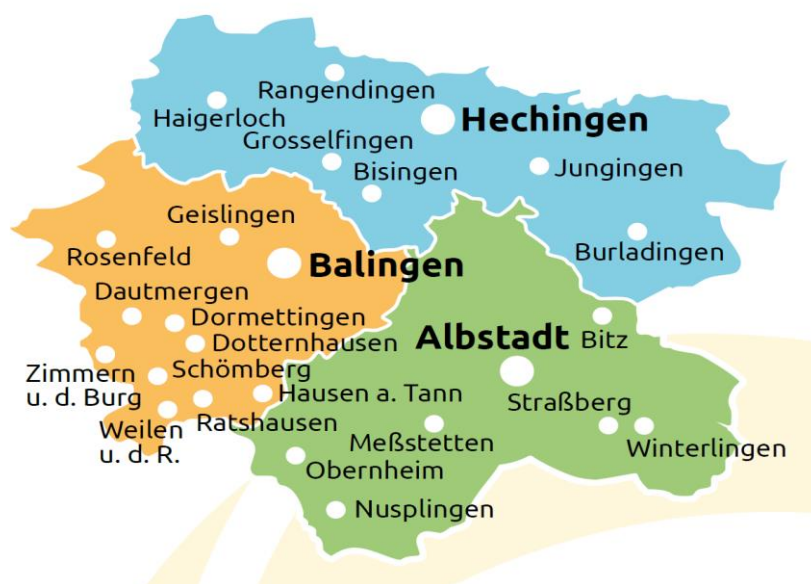 Rangendingen
Haigerloch
Hechingen
Grosselfingen
Bisingen
Jungingen
Geislingen
Rosenfeld
Balingen
Burladingen
Dautmergen
Dormettingen
Dotternhausen
Albstadt
Bitz
Zimmern
u. d. Burg
Schömberg
Hausen a. Tann
Straßberg
Weilen
u. d. R.
Ratshausen
Meßstetten
Winterlingen
Obernheim
Nusplingen